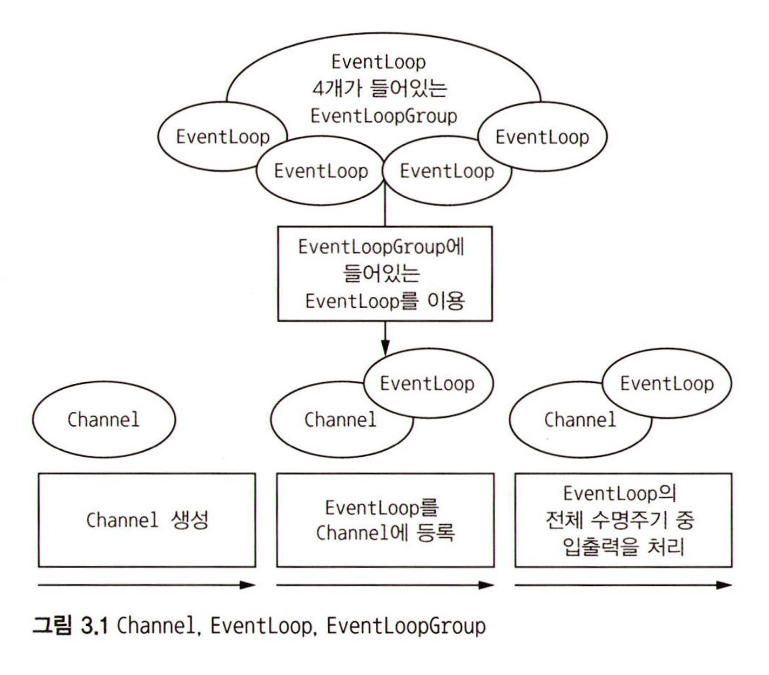 EventLoop
4개가 들어있는
EventLoopGroup
EventLoop
EventLoop
EventLoop
EventLoop
EventLoopGroup에
들어있는
EventLoop를 이용
Channel
Channel
EventLoop
Channel
EventLoop
Channel 생성
EventLoop를
Channel에 등록
EventLoop의
전체 수명주기 중
입출력을 처리
그림 3.1 Channel, EventLoop, EventLoopGroup